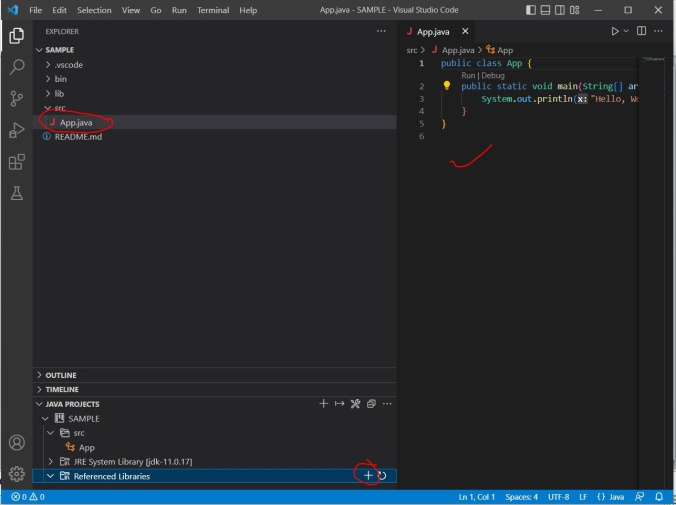 File Edit Selection View Go Run Terminal Help
App.java - SAMPLE - Visual Studio Code
EXPLORER
SAMPLE
.vscode
bin
lib
src
App.java
README.md
OUTLINE
TIMELINE
JAVA PROJECTS
SAMPLE
src
App
JRE System Library [jdk-11.0.17]
Referenced Libraries
App.java
src > App.java > App
1 public class App {
Run | Debug
2 public static void main(String[] ar
3 System.out.println(x: "Hello, Wo
4 }
5 }
6
0 0
Ln 1, Col 1 Spaces: 4 UTF-8 LF {} Java